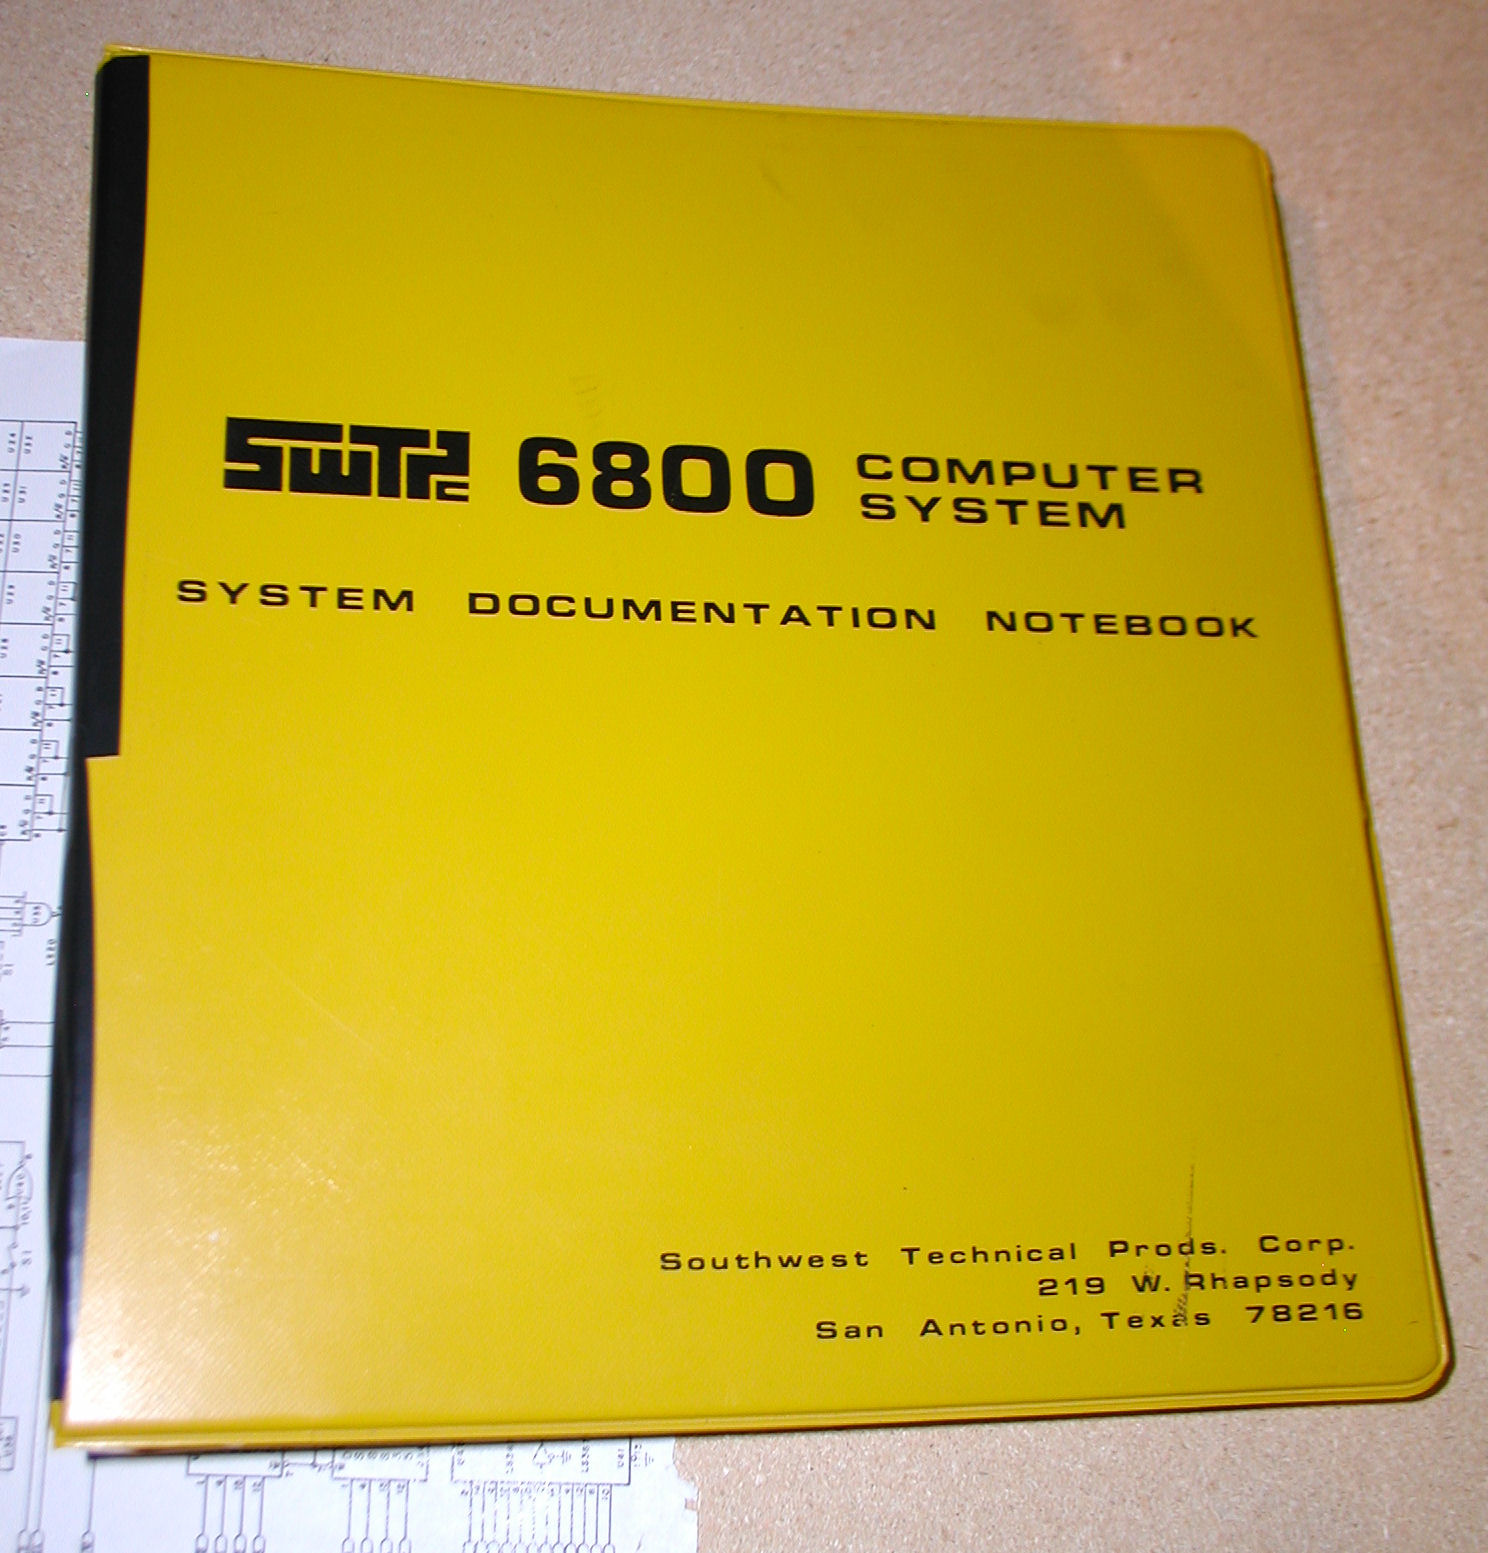 SWTPC 6800 COMPUTER
SYSTEM
SYSTEM DOCUMENTATION NOTEBOOK
Southwest Technical Prods. Corp.
219 W. Rhapsody
San Antonio, Texas 78216